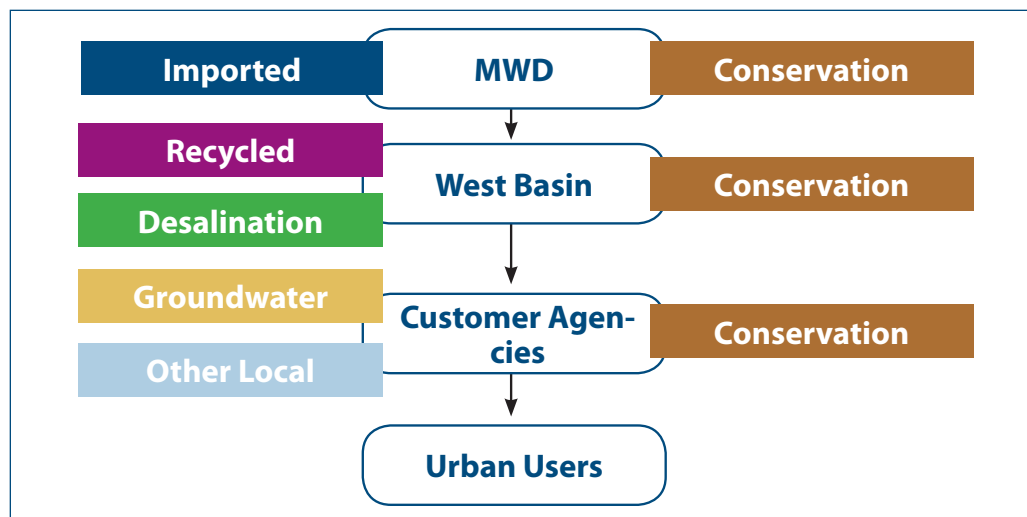 Imported
MWD
Conservation
Recycled
West Basin
Conservation
Desalination
Groundwater
Customer Agen-
cies
Conservation
Other Local
Urban Users